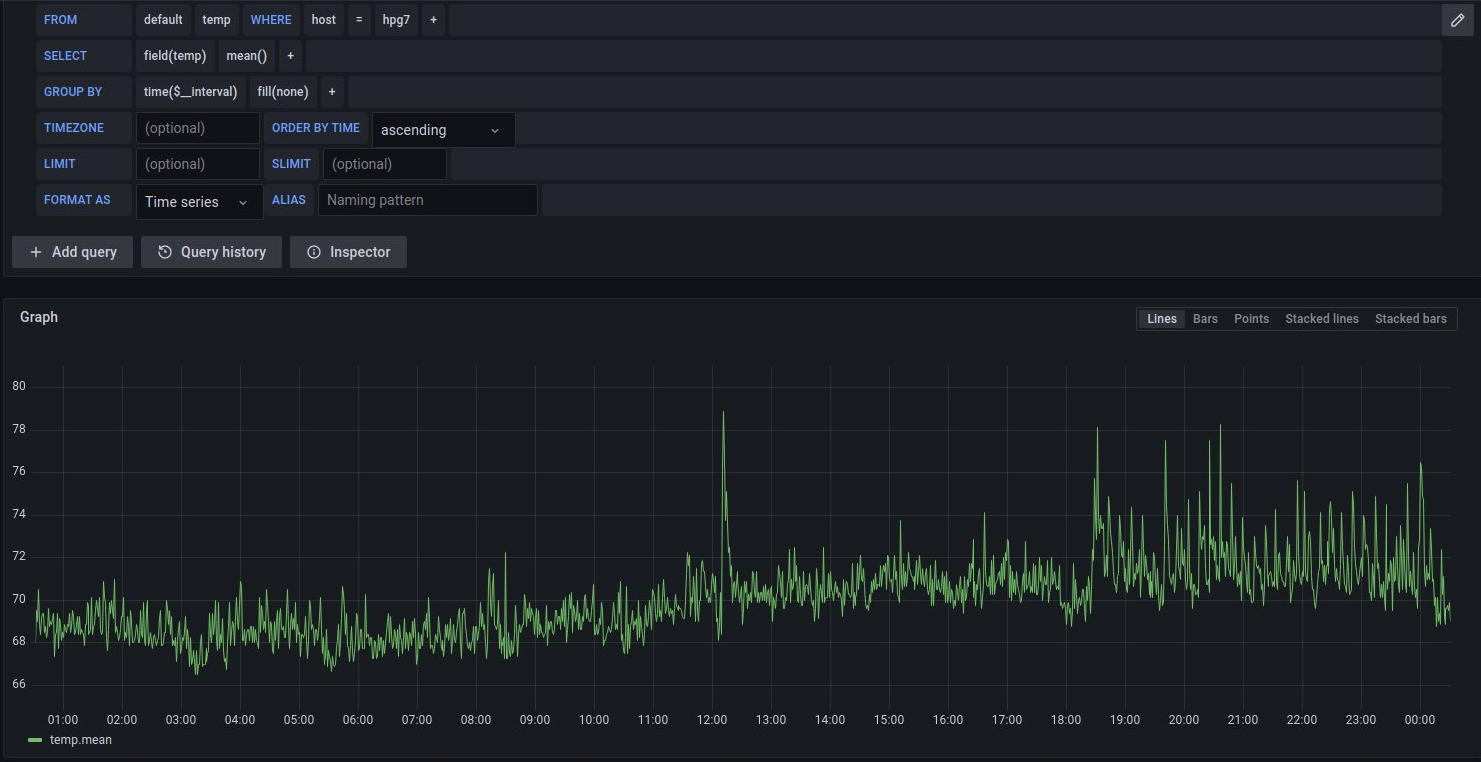 FROM default temp WHERE host = hpg7 +
SELECT field(temp) mean() +
GROUP BY time($__interval) fill(none) +
TIMEZONE (optional) ORDER BY TIME ascending
LIMIT (optional) SLIMIT (optional)
FORMAT AS Time series ALIAS Naming pattern
+ Add query Query history Inspector
Graph Lines Bars Points Stacked lines Stacked bars
80
78
76
74
72
70
68
66
01:00 02:00 03:00 04:00 05:00 06:00 07:00 08:00 09:00 10:00 11:00 12:00 13:00 14:00 15:00 16:00 17:00 18:00 19:00 20:00 21:00 22:00 23:00 00:00
temp.mean